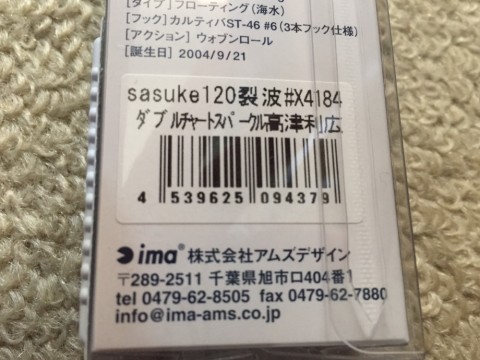 [タイプ]フローティング(海水)
[フック]カルティバST-46 #6(3本フック仕様)
[アクション]ウォブンロール
[誕生日]2004/9/21
sasuke120裂波#X4184
ダブルチャートスパークル高津利広
4 539625 094379
ima® 株式会社アムズデザイン
〒289-2511 千葉県旭市ロ404番1
tel 0479-62-8505 fax 0479-62-7880
info@ima-ams.co.jp